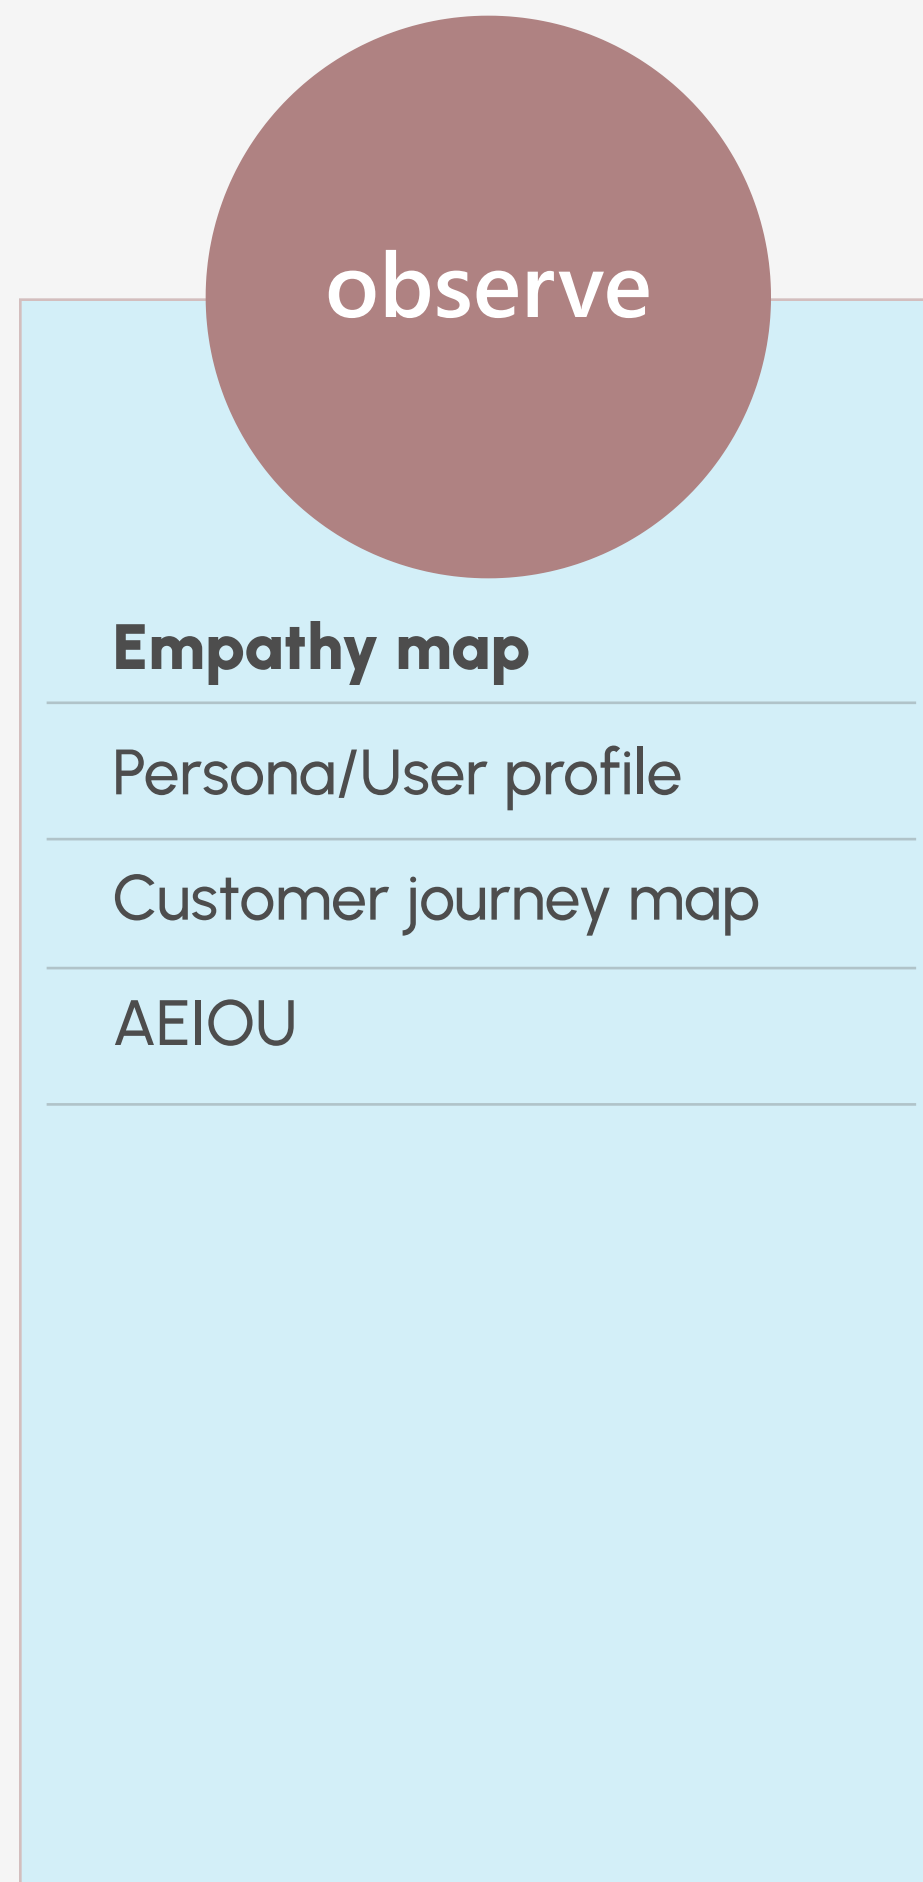 observe
Empathy map
Persona/User profile
Customer journey map
AEIOU